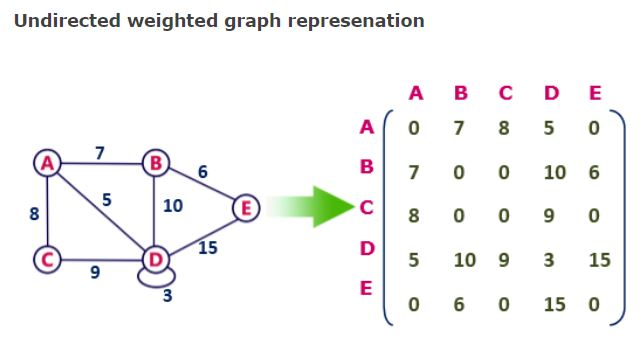 Undirected weighted graph represenation
A B C D E
A 0 7 8 5 0
B 7 0 0 10 6
C 8 0 0 9 0
D 5 10 9 3 15
E 0 6 0 15 0
7
A B 6
8 5 10 E
15
C D
9
3